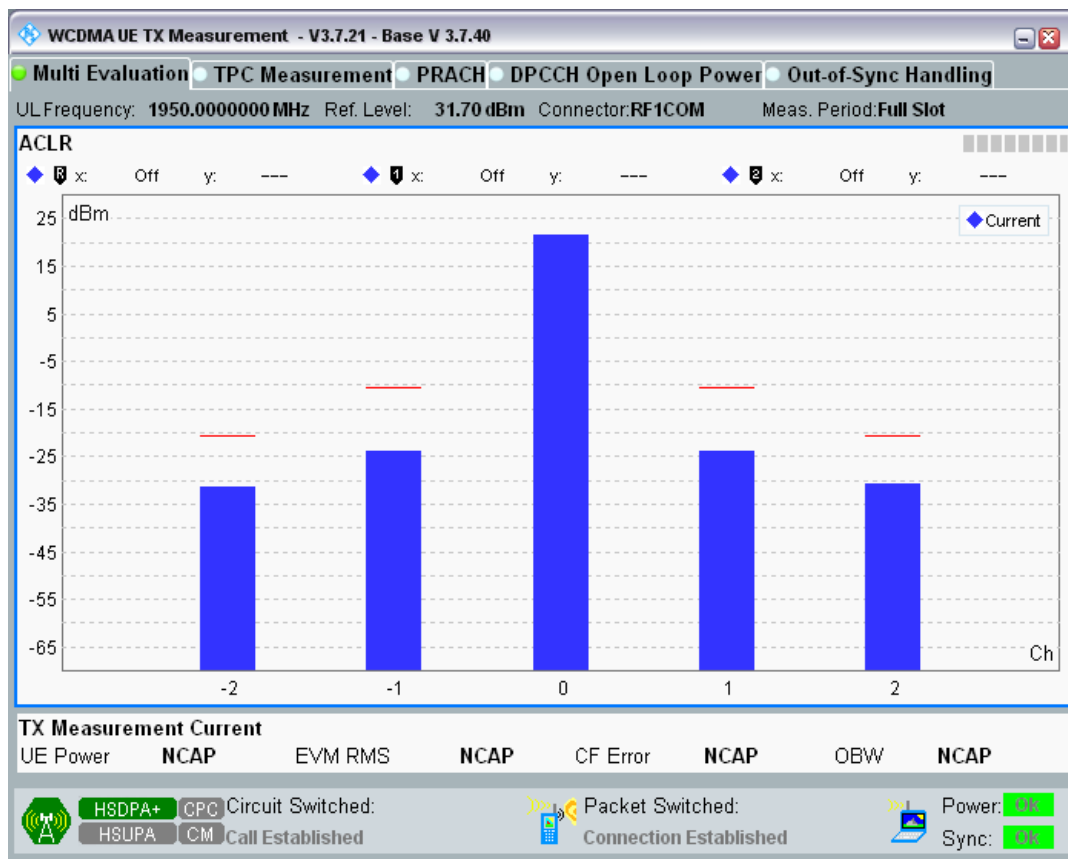 WCDMA UE TX Measurement - V3.7.21 - Base V 3.7.40
Multi Evaluation TPC Measurement PRACH DPCCH Open Loop Power Out-of-Sync Handling
UL Frequency: 1950.0000000 MHz Ref. Level: 31.70 dBm Connector:RF1COM Meas. Period:Full Slot
ACLR
R x: Off y: --- 1 x: Off y: --- 2 x: Off y: ---
dBm
Current
25
15
5
-5
-15
-25
-35
-45
-55
-65
Ch
-2 -1 0 1 2
TX Measurement Current
UE Power NCAP EVM RMS NCAP CF Error NCAP OBW NCAP
HSDPA+ CPC Circuit Switched: Packet Switched: Power: OK
HSUPA CM Call Established Connection Established Sync: OK